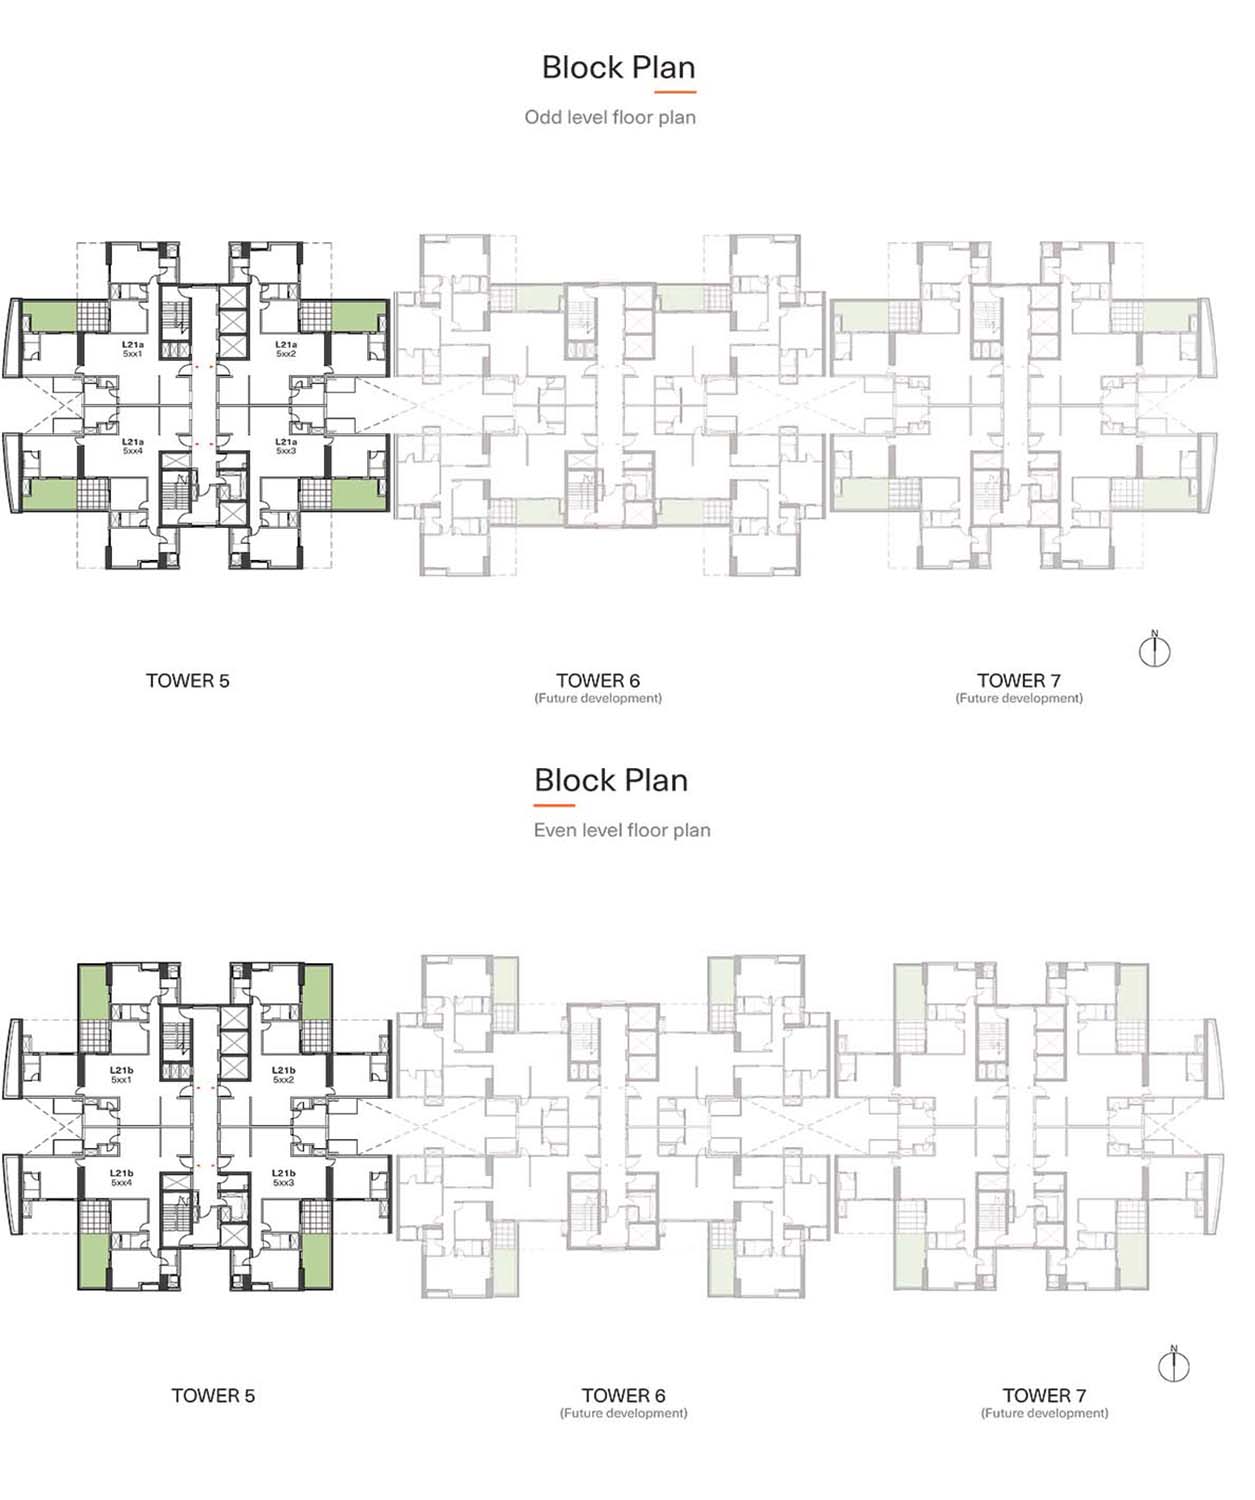 Block Plan
Odd level floor plan
L21a
5xx1
L21a
5xx2
L21a
5xx4
L21a
5xx3
N
TOWER 5
TOWER 6
(Future development)
TOWER 7
(Future development)
Block Plan
Even level floor plan
L21b
5xx1
L21b
5xx2
L21b
5xx4
L21b
5xx3
N
TOWER 5
TOWER 6
(Future development)
TOWER 7
(Future development)